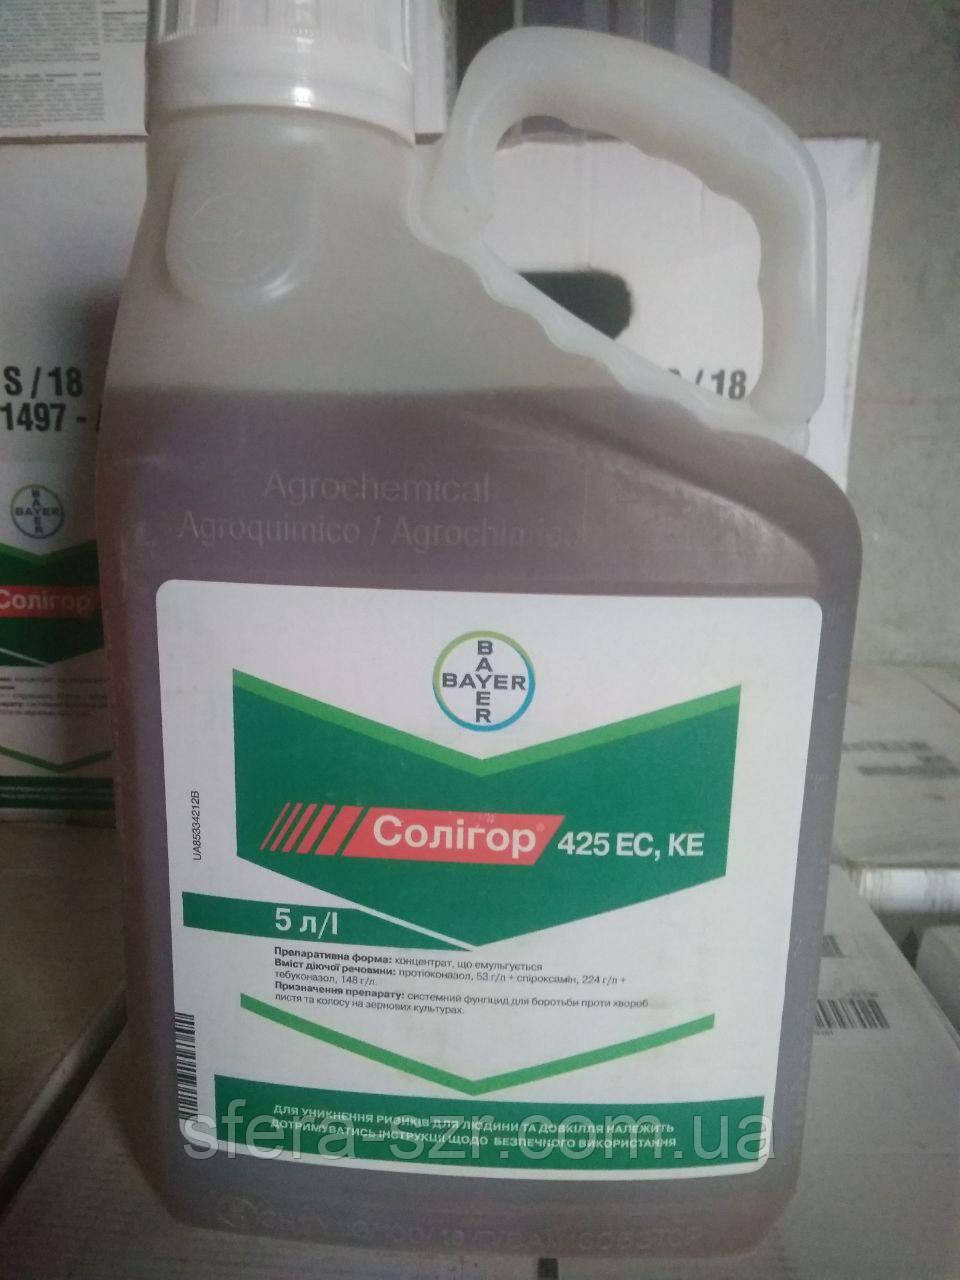 S / 18
1497 -
/ 18
BAYER
BAYER
Солігор
Agrochemical
Agroquimico / Agrochimico
BAYER
BAYER
Солігор® 425 ЕС, КЕ
UA85334212B
5 л/l
Препаративна форма: концентрат, що емульгується
Вміст діючої речовини: протіоконазол, 53 г/л + спіроксамін, 224 г/л +
тебуконазол, 148 г/л.
Призначення препарату: системний фунгіцид для боротьби проти хвороб
листя та колосу на зернових культурах.
ДЛЯ УНИКНЕННЯ РИЗИКІВ ДЛЯ ЛЮДИНИ ТА ДОВКІЛЛЯ НАЛЕЖИТЬ
ДОТРИМУВАТИСЬ ІНСТРУКЦІЇ ЩОДО БЕЗПЕЧНОГО ВИКОРИСТАННЯ
sfera-szr.com.ua